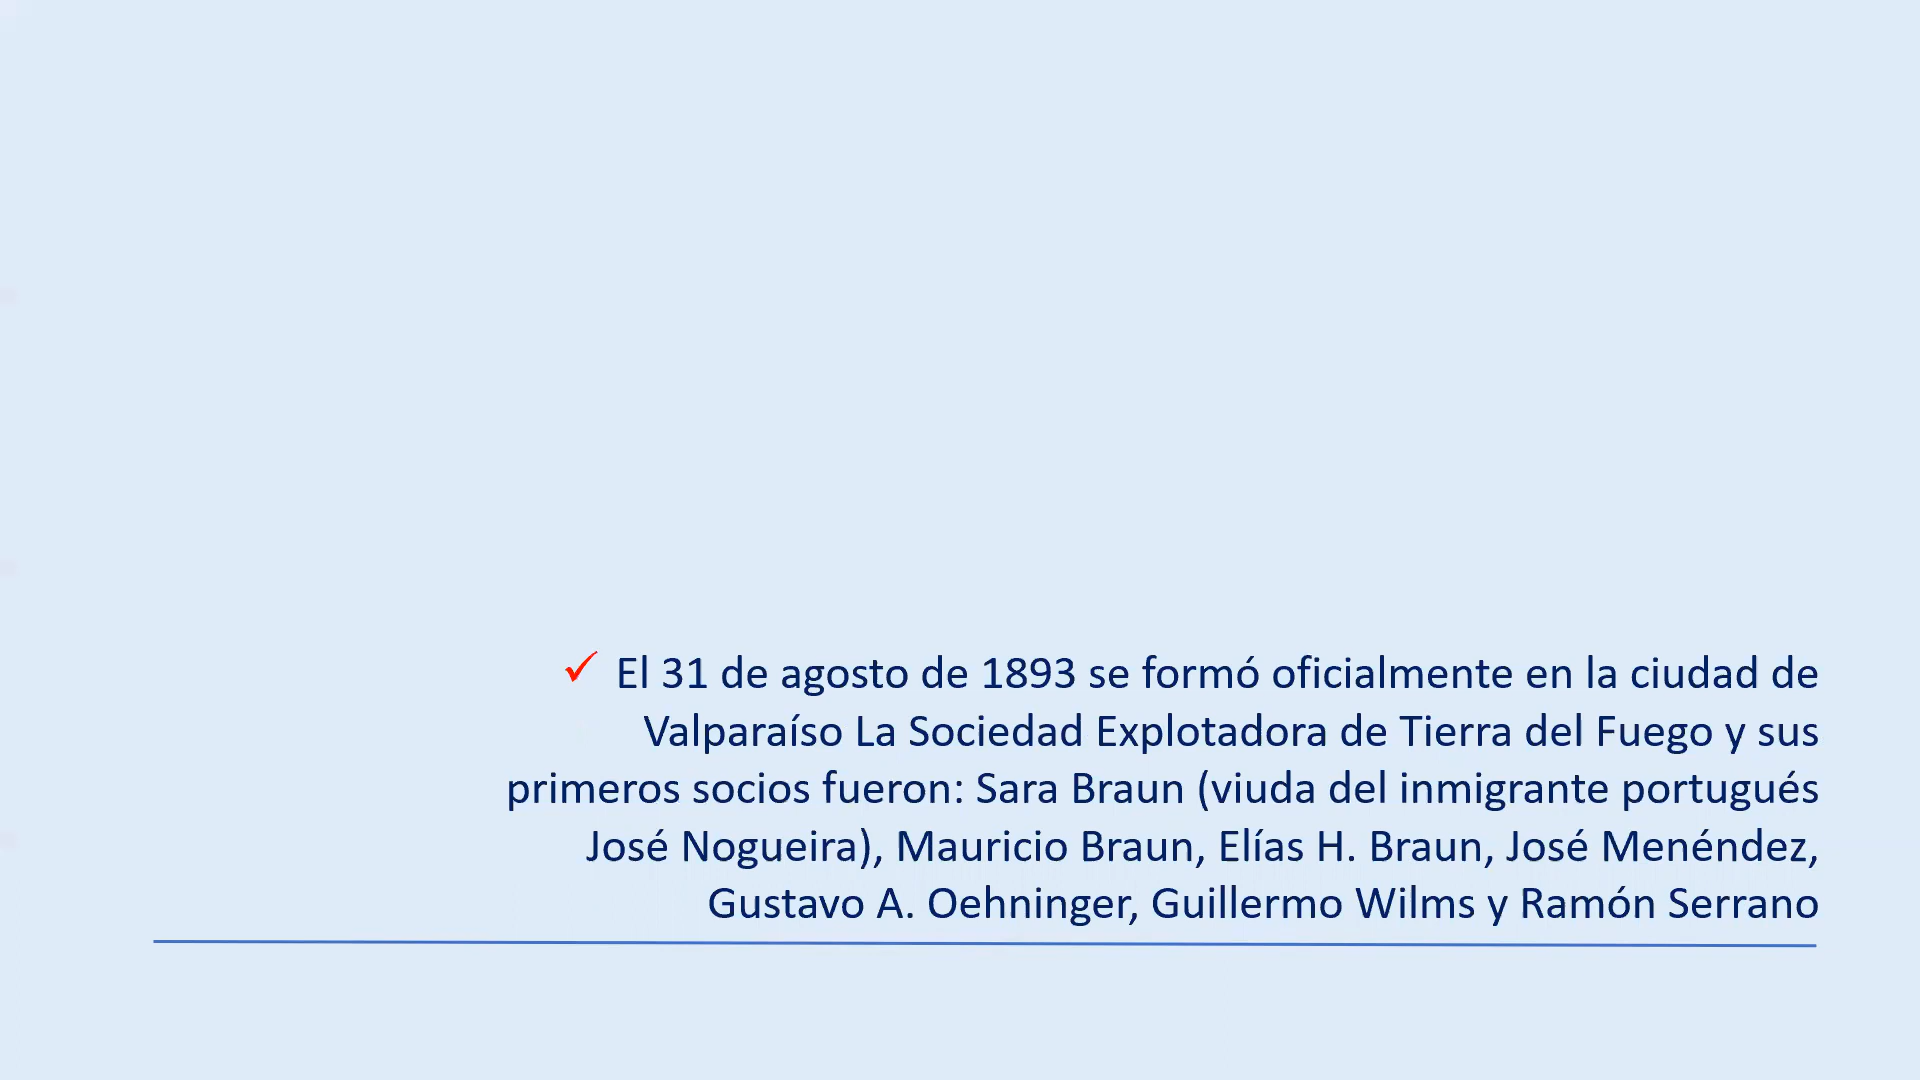 ✓ El 31 de agosto de 1893 se formó oficialmente en la ciudad de
Valparaíso La Sociedad Explotadora de Tierra del Fuego y sus
primeros socios fueron: Sara Braun (viuda del inmigrante portugués
José Nogueira), Mauricio Braun, Elías H. Braun, José Menéndez,
Gustavo A. Oehninger, Guillermo Wilms y Ramón Serrano